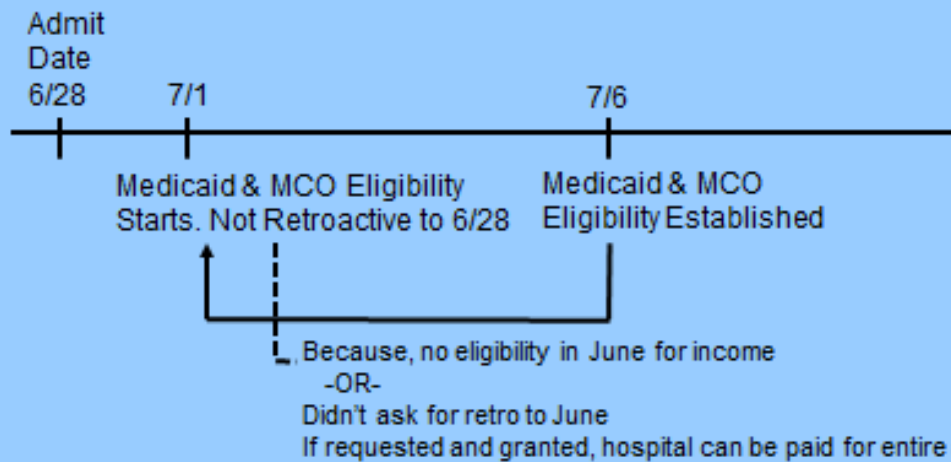 Admit
Date
6/28
7/1
7/6
Medicaid & MCO Eligibility
Starts. Not Retroactive to 6/28
Medicaid & MCO
Eligibility Established
Because, no eligibility in June for income
-OR-
Didn't ask for retro to June
If requested and granted, hospital can be paid for entire